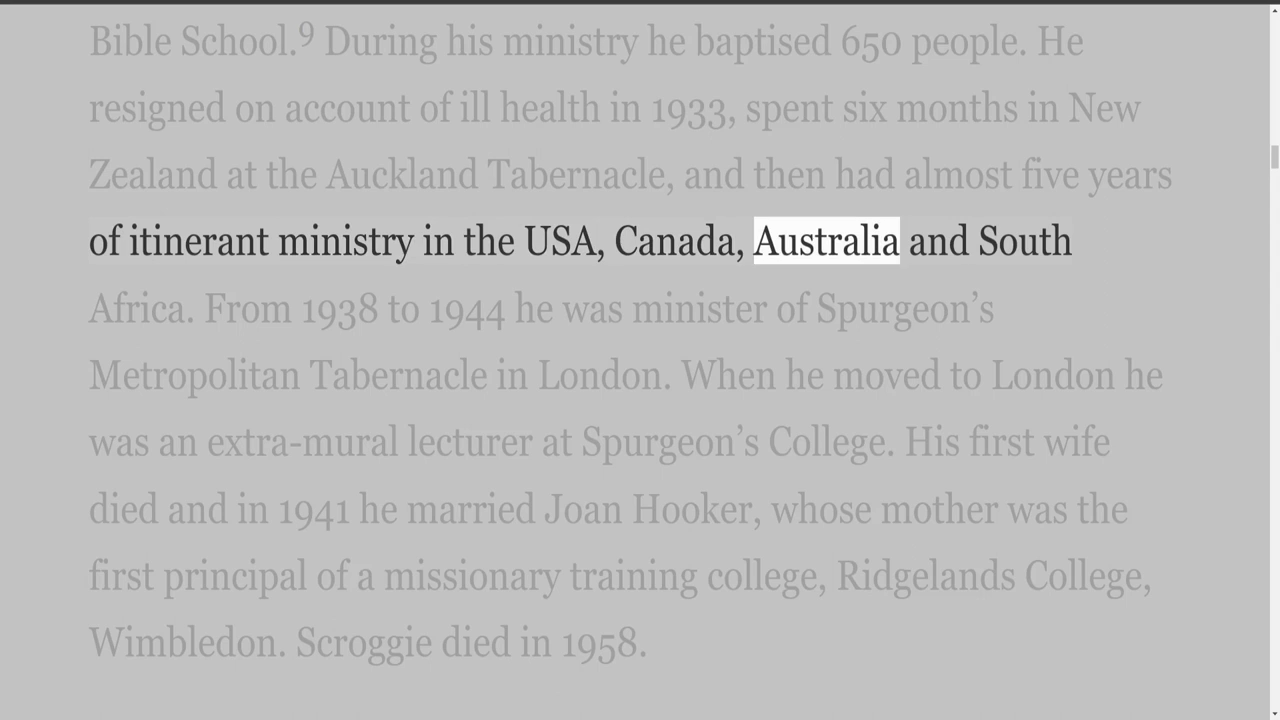 Bible School.9 During his ministry he baptised 650 people. He
resigned on account of ill health in 1933, spent six months in New
Zealand at the Auckland Tabernacle, and then had almost five years
of itinerant ministry in the USA, Canada, Australia and South
Africa. From 1938 to 1944 he was minister of Spurgeon’s
Metropolitan Tabernacle in London. When he moved to London he
was an extra-mural lecturer at Spurgeon’s College. His first wife
died and in 1941 he married Joan Hooker, whose mother was the
first principal of a missionary training college, Ridgelands College,
Wimbledon. Scroggie died in 1958.